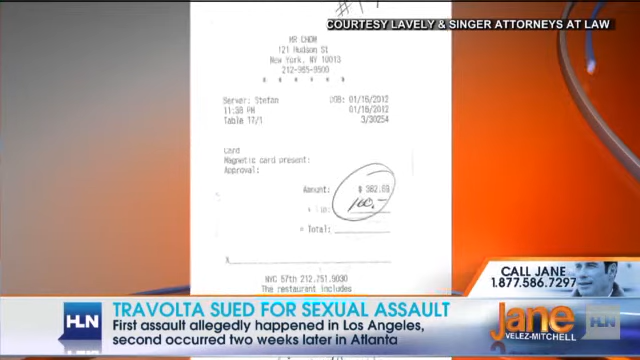 COURTESY LAVELY & SINGER ATTORNEYS AT LAW
MR CHOW
121 Hudson St
New York, NY 10013
212-965-9500
* * * * * *
Server: Stefan DOB: 01/16/2012
11:38 PM 01/16/2012
Table 17/1 3/30254
Card
Magnetic card present:
Approval:
Amount: $ 382.69
+ Tip: 160.-
= Total:
X
NYC 57th 212.751.9030
The restaurant includes
CALL JANE
1.877.586.7297
HLN
TRAVOLTA SUED FOR SEXUAL ASSAULT
First assault allegedly happened in Los Angeles,
second occurred two weeks later in Atlanta
Jane
VELEZ-MITCHELL
HLN